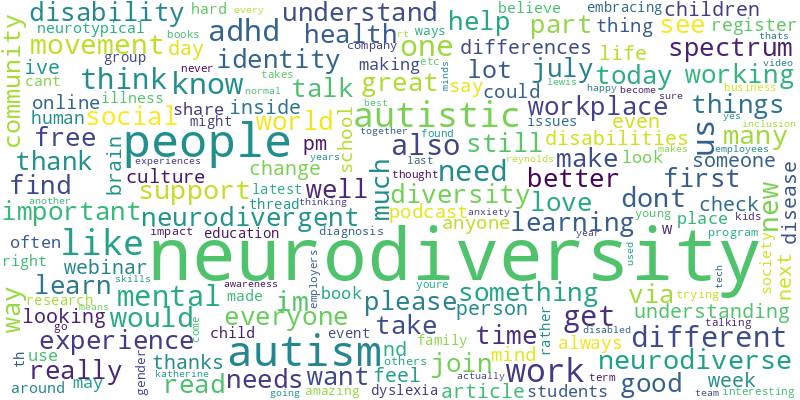 disability
adhd
health
understand
help
believe
hard
every
embracing
children
neurotypical
books
company
rt
part
ways
thing
see
register
movement
day
identity
one
differences
life
thats
group
never
making
etc
minds
spectrum
video
community
ive
cant
think
know
talk
great
lot
july
today
working
takes
normal
say
could
lewis
happy
become
sure
business
online
illness
share
inside
world
autistic
best
workplace
things
human
social
might
school
together
found
issues
even
yes
inclusion
free
people
pm
also
still
disabilities
us
many
employees
brain
experiences
years
last
reynolds
make
look
makes
someone
thank
culture
change
thought
need
better
first
disease
find
support
latest
thinking
well
much
diversity
love
dont
check
new
another
thread
podcast
anxiety
young
kids
important
neurodivergent
anyone
learning
place
w
often
like
impact
education
diagnosis
year
program
right
webinar
awareness
neurodiversity
used
tech
society
next
way
learn
skills
mental
made
im
employers
book
youre
please
something
via
trying
research
means
would
everyone
take
person
get
understanding
looking
go
come
child
event
nd
others
family
time
rather
disabled
different
talking
experience
th
use
gender
thanks
autism
want
feel
join
mind
always
neurodiverse
really
katherine
actually
work
around
may
read
needs
going
amazing
dyslexia
article
students
term
good
team
week
interesting